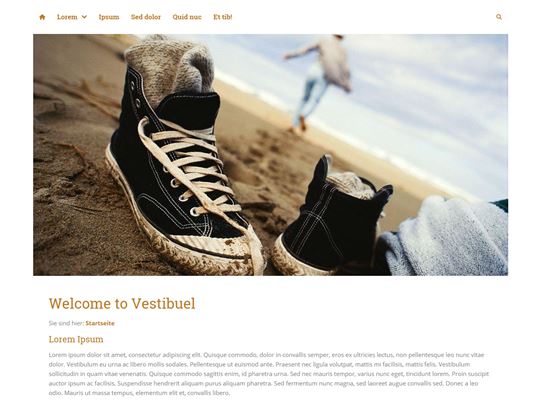 Lorem Ipsum Sed dolor Quid nuc Et tib!
Welcome to Vestibuel
Sie sind hier: Startseite
Lorem Ipsum
Lorem ipsum dolor sit amet, consectetur adipiscing elit. Quisque commodo, dolor in convallis semper, eros ex ultricies lectus, non pellentesque leo nunc vitae
dolor. Vestibulum eu urna ac libero mollis sodales. Pellentesque ut euismod ante. Praesent nec ligula volutpat, mattis mi facilisis, mattis felis. Vestibulum
sollicitudin in quam vitae venenatis. Quisque commodo sagittis enim, id pharetra urna. Sed nec mauris tempor, varius nunc eget, tincidunt lorem. Proin suscipit
auctor ipsum ac facilisis. Suspendisse hendrerit aliquam purus aliquam pharetra. Sed fermentum nunc magna, sed laoreet augue convallis sed. Donec a leo
odio. Mauris ut massa tempus, elementum elit et, convallis libero.